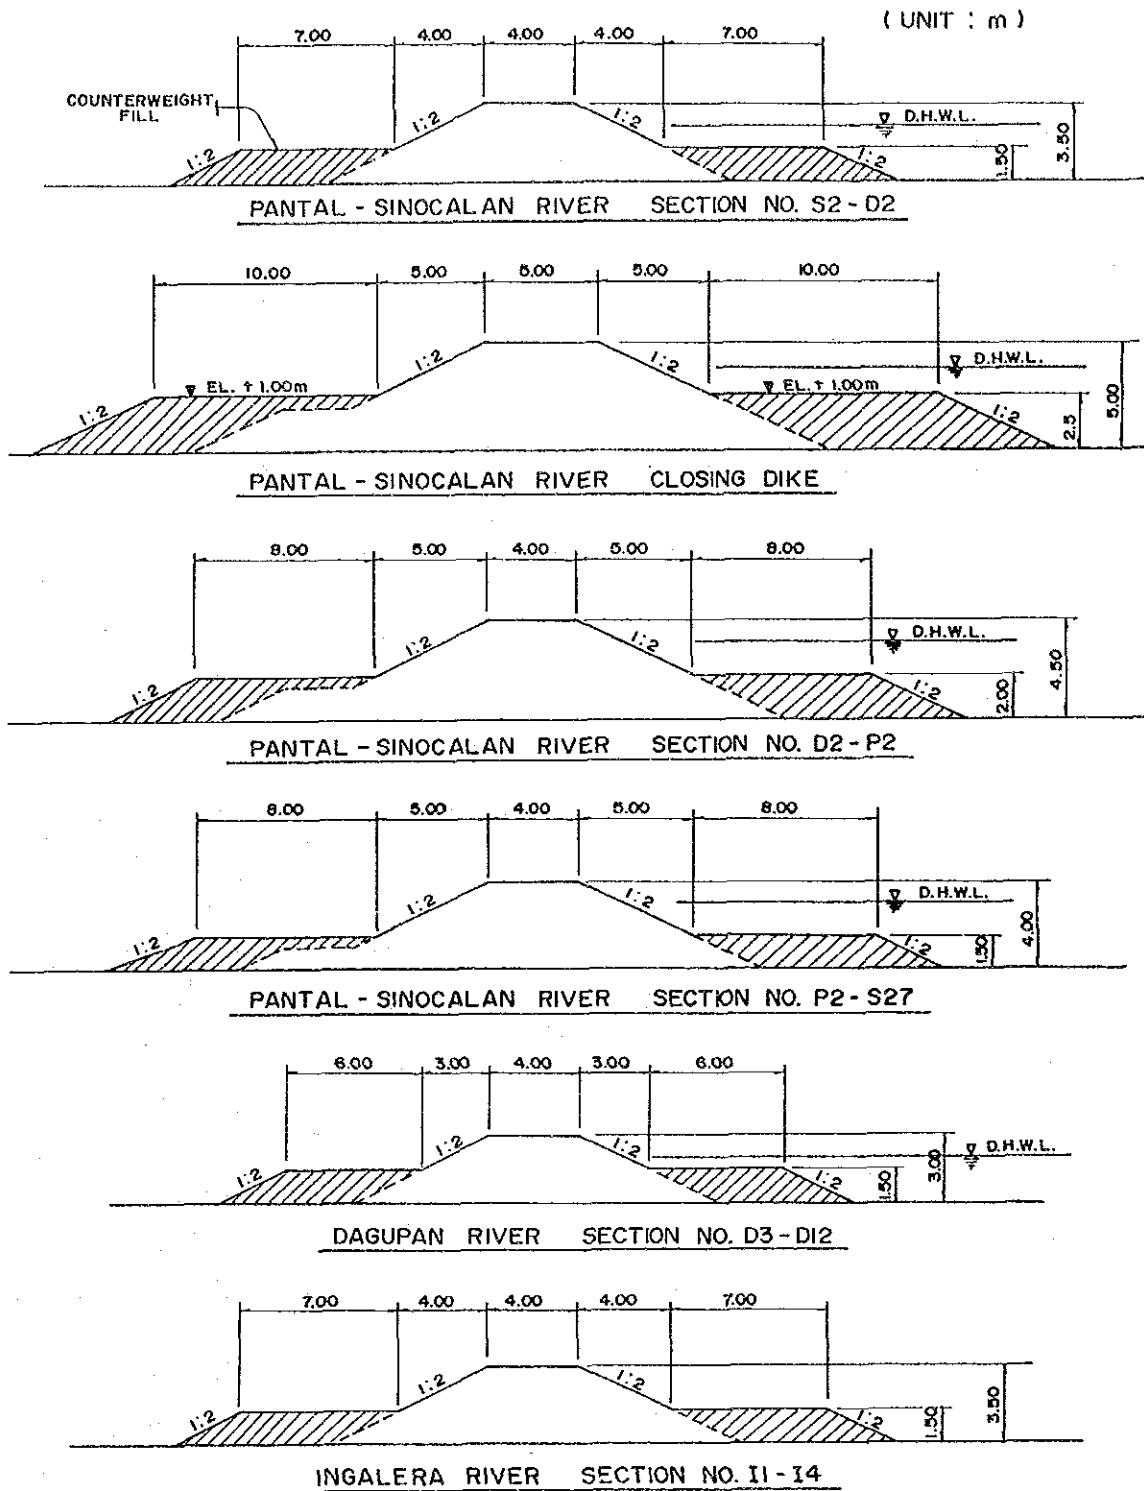 ( UNIT : m )
7.00 4.00 4.00 4.00 7.00
COUNTERWEIGHT
FILL
1:2 1:2 1:2 1:2
D.H.W.L.
1.50 3.50
PANTAL - SINOCALAN RIVER SECTION NO. S2 - D2
10.00 5.00 5.00 5.00 10.00
1:2 1:2 1:2 1:2
D.H.W.L.
EL. + 1.00m EL. + 1.00m
2.5 5.00
PANTAL - SINOCALAN RIVER CLOSING DIKE
8.00 5.00 4.00 5.00 8.00
1:2 1:2 1:2 1:2
D.H.W.L.
2.00 4.50
PANTAL - SINOCALAN RIVER SECTION NO. D2 - P2
8.00 5.00 4.00 5.00 8.00
1:2 1:2 1:2 1:2
D.H.W.L.
1.50 4.00
PANTAL - SINOCALAN RIVER SECTION NO. P2 - S27
6.00 3.00 4.00 3.00 6.00
1:2 1:2 1:2 1:2
D.H.W.L.
1.50 3.00
DAGUPAN RIVER SECTION NO. D3 - D12
7.00 4.00 4.00 4.00 7.00
1:2 1:2 1:2 1:2
1.50 3.50
INGALERA RIVER SECTION NO. I1 - I4